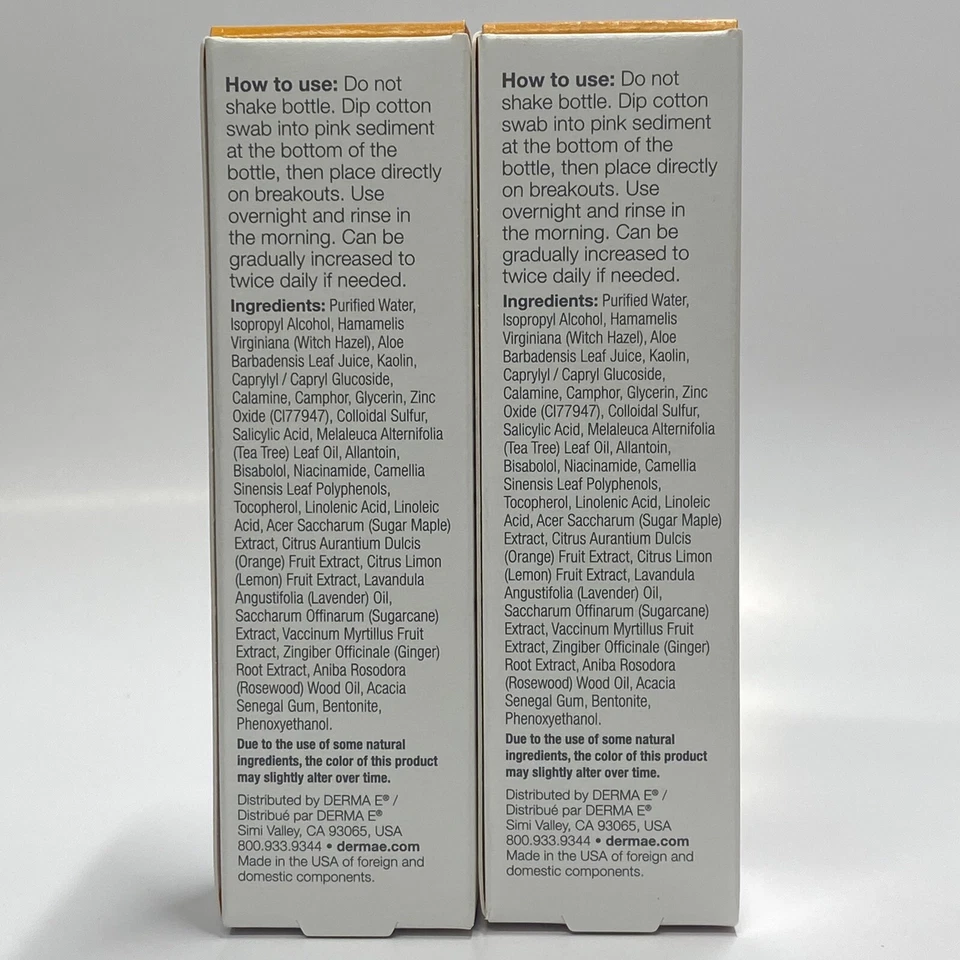 How to use: Do not
shake bottle. Dip cotton
swab into pink sediment
at the bottom of the
bottle, then place directly
on breakouts. Use
overnight and rinse in
the morning. Can be
gradually increased to
twice daily if needed.
Ingredients: Purified Water,
Isopropyl Alcohol, Hamamelis
Virginiana (Witch Hazel), Aloe
Barbadensis Leaf Juice, Kaolin,
Caprylyl / Capryl Glucoside,
Calamine, Camphor, Glycerin, Zinc
Oxide (CI77947), Colloidal Sulfur,
Salicylic Acid, Melaleuca Alternifolia
(Tea Tree) Leaf Oil, Allantoin,
Bisabolol, Niacinamide, Camellia
Sinensis Leaf Polyphenols,
Tocopherol, Linolenic Acid, Linoleic
Acid, Acer Saccharum (Sugar Maple)
Extract, Citrus Aurantium Dulcis
(Orange) Fruit Extract, Citrus Limon
(Lemon) Fruit Extract, Lavandula
Angustifolia (Lavender) Oil,
Saccharum Offinarum (Sugarcane)
Extract, Vaccinum Myrtillus Fruit
Extract, Zingiber Officinale (Ginger)
Root Extract, Aniba Rosodora
(Rosewood) Wood Oil, Acacia
Senegal Gum, Bentonite,
Phenoxyethanol.
Due to the use of some natural
ingredients, the color of this product
may slightly alter over time.
Distributed by DERMA E® /
Distribué par DERMA E®
Simi Valley, CA 93065, USA
800.933.9344 • dermae.com
Made in the USA of foreign and
domestic components.
How to use: Do not
shake bottle. Dip cotton
swab into pink sediment
at the bottom of the
bottle, then place directly
on breakouts. Use
overnight and rinse in
the morning. Can be
gradually increased to
twice daily if needed.
Ingredients: Purified Water,
Isopropyl Alcohol, Hamamelis
Virginiana (Witch Hazel), Aloe
Barbadensis Leaf Juice, Kaolin,
Caprylyl / Capryl Glucoside,
Calamine, Camphor, Glycerin, Zinc
Oxide (CI77947), Colloidal Sulfur,
Salicylic Acid, Melaleuca Alternifolia
(Tea Tree) Leaf Oil, Allantoin,
Bisabolol, Niacinamide, Camellia
Sinensis Leaf Polyphenols,
Tocopherol, Linolenic Acid, Linoleic
Acid, Acer Saccharum (Sugar Maple)
Extract, Citrus Aurantium Dulcis
(Orange) Fruit Extract, Citrus Limon
(Lemon) Fruit Extract, Lavandula
Angustifolia (Lavender) Oil,
Saccharum Offinarum (Sugarcane)
Extract, Vaccinum Myrtillus Fruit
Extract, Zingiber Officinale (Ginger)
Root Extract, Aniba Rosodora
(Rosewood) Wood Oil, Acacia
Senegal Gum, Bentonite,
Phenoxyethanol.
Due to the use of some natural
ingredients, the color of this product
may slightly alter over time.
Distributed by DERMA E® /
Distribué par DERMA E®
Simi Valley, CA 93065, USA
800.933.9344 • dermae.com
Made in the USA of foreign and
domestic components.